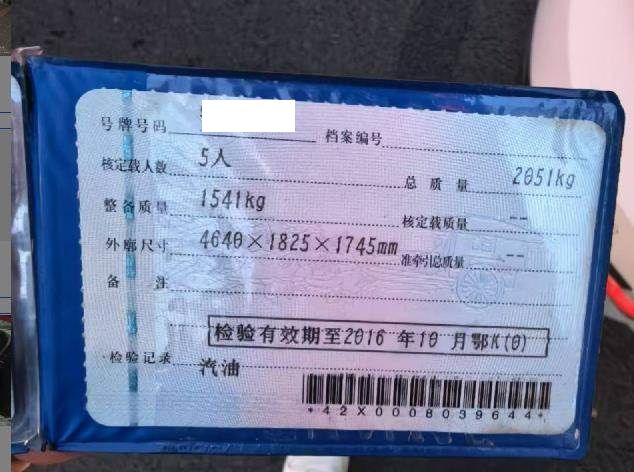 号牌号码 档案编号
核定载人数 5人 总质量 2051kg
整备质量 1541kg 核定载质量 --
外廓尺寸 4640×1825×1745mm 准牵引总质量 --
备注
检验有效期至2016年10月鄂K(0)
检验记录 汽油
*42X0008039644*